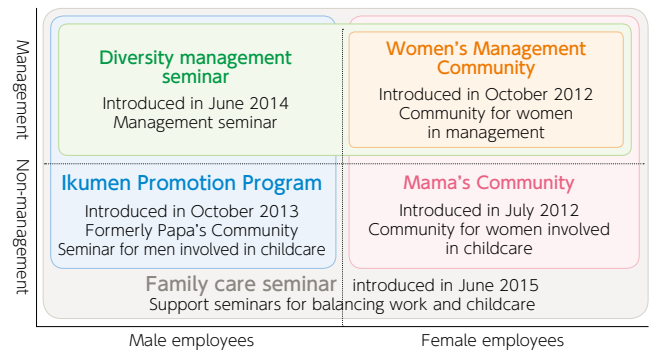 Management
Non-management
Diversity management
seminar
Introduced in June 2014
Management seminar
Women's Management
Community
Introduced in October 2012
Community for women
in management
Ikumen Promotion Program
Introduced in October 2013
Formerly Papa's Community
Seminar for men involved in childcare
Mama's Community
Introduced in July 2012
Community for women involved
in childcare
Family care seminar introduced in June 2015
Support seminars for balancing work and childcare
Male employees
Female employees